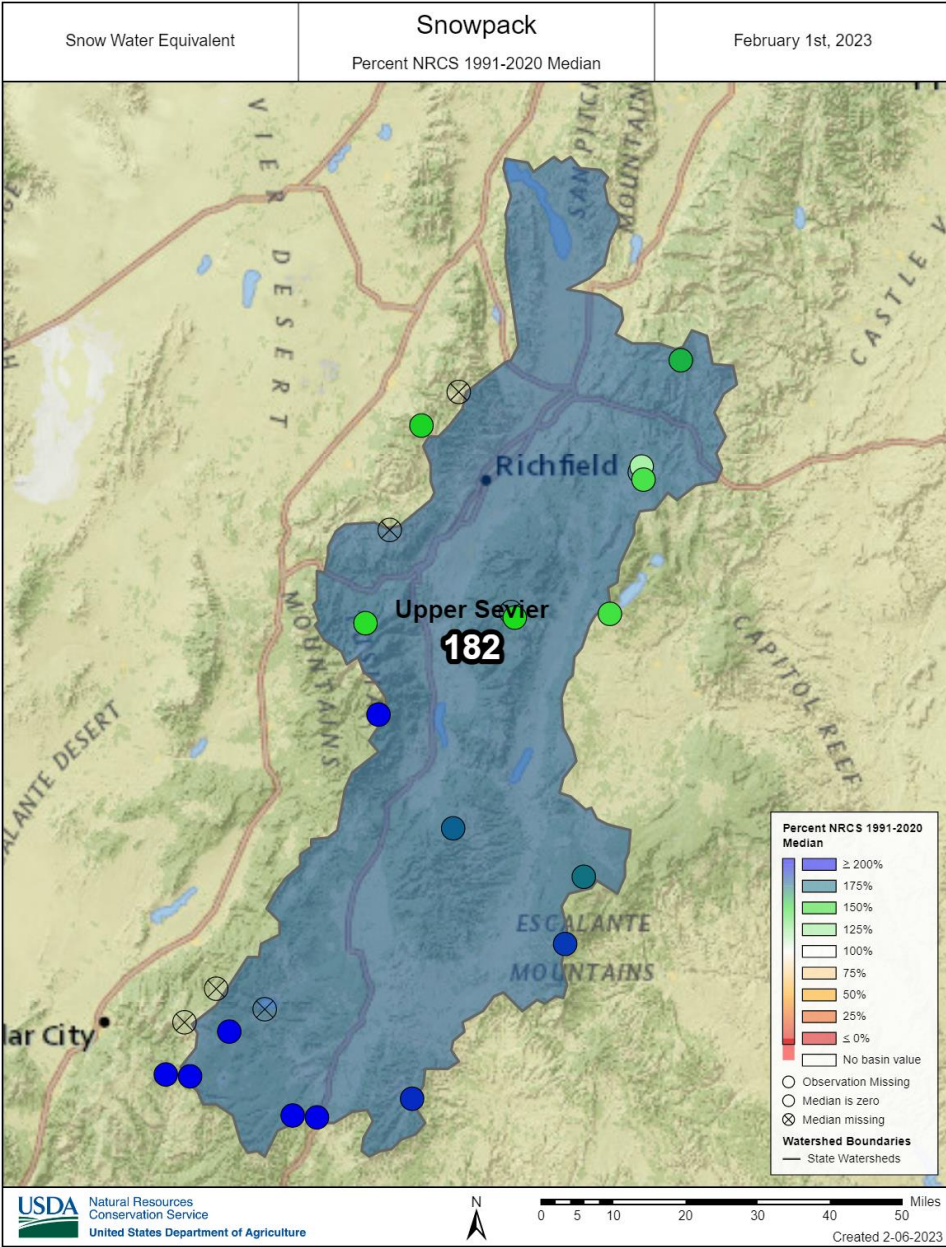 Snow Water Equivalent
Snowpack
Percent NRCS 1991-2020 Median
February 1st, 2023
VIER DESERT
SAN PITCH
MOUNTAIN
CASTLE V
Richfield
Upper Sevier
182
MOUNTAINS
CAPITOL REEF
ALANTE DESERT
ESCALANTE
MOUNTAINS
lar City
Percent NRCS 1991-2020
Median
≥ 200%
175%
150%
125%
100%
75%
50%
25%
≤ 0%
No basin value
Observation Missing
Median is zero
Median missing
Watershed Boundaries
State Watersheds
USDA
Natural Resources
Conservation Service
United States Department of Agriculture
N
Miles
0 5 10 20 30 40 50
Created 2-06-2023